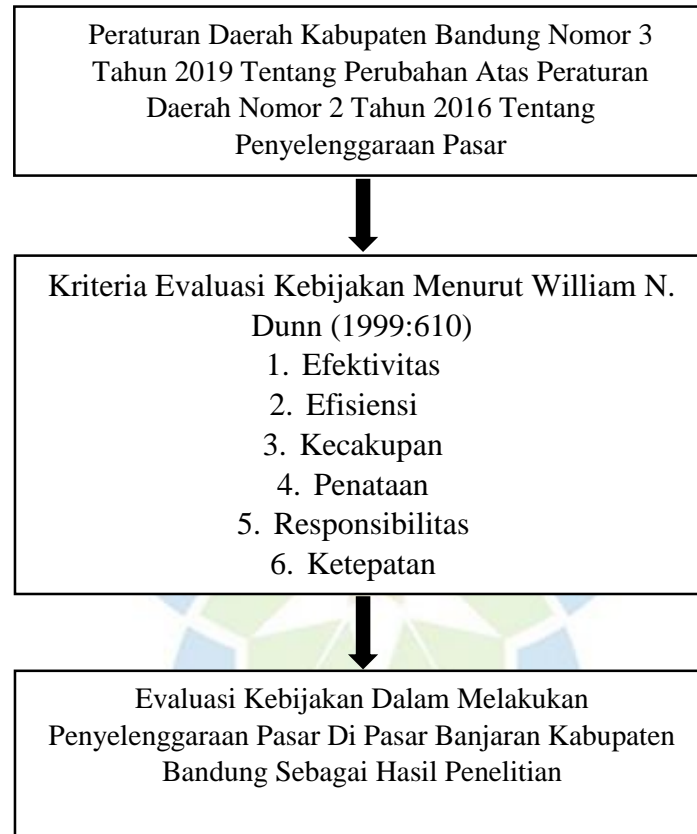 Peraturan Daerah Kabupaten Bandung Nomor 3
Tahun 2019 Tentang Perubahan Atas Peraturan
Daerah Nomor 2 Tahun 2016 Tentang
Penyelenggaraan Pasar
Kriteria Evaluasi Kebijakan Menurut William N.
Dunn (1999:610)
1. Efektivitas
2. Efisiensi
3. Kecakupan
4. Penataan
5. Responsibilitas
6. Ketepatan
Evaluasi Kebijakan Dalam Melakukan
Penyelenggaraan Pasar Di Pasar Banjaran Kabupaten
Bandung Sebagai Hasil Penelitian